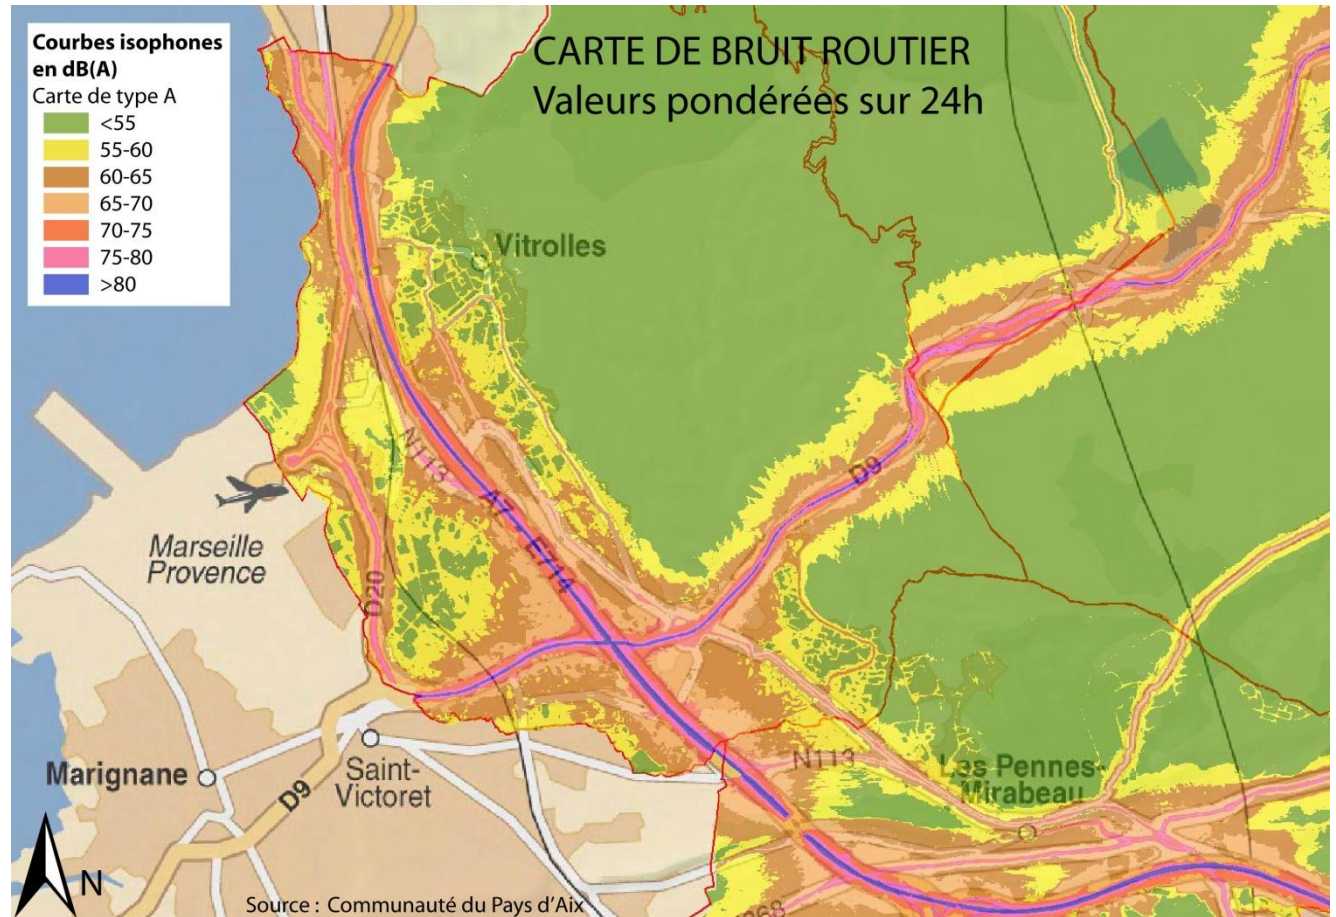 Courbes isophones
en dB(A)
Carte de type A
<55
55-60
60-65
65-70
70-75
75-80
>80
CARTE DE BRUIT ROUTIER
Valeurs pondérées sur 24h
Vitrolles
N113
A7 - E714
D9
Marseille
Provence
D20
Marignane
Saint-
Victoret
D9
N113
Les Pennes-
Mirabeau
N
Source : Communauté du Pays d'Aix